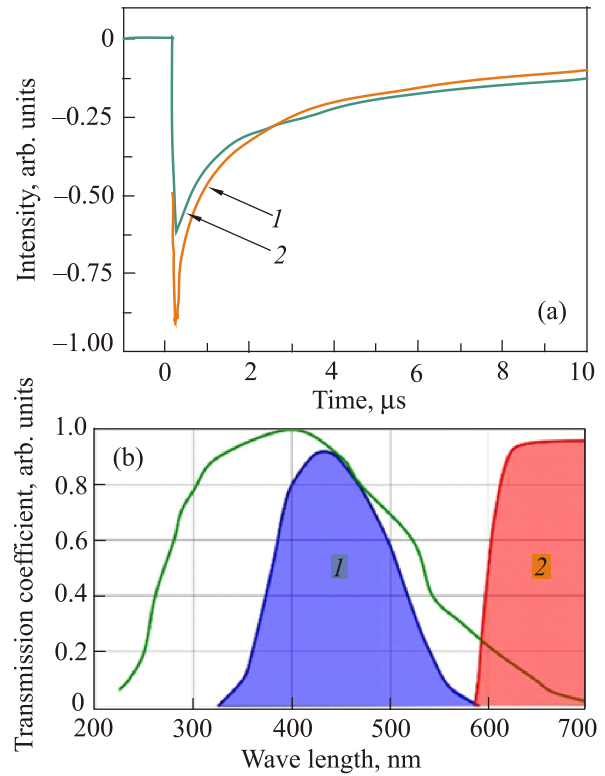 0
−0.25
−0.50
−0.75
−1.00
Intensity, arb. units
1
2
(a)
0 2 4 6 8 10
Time, μs
1.0
0.8
0.6
0.4
0.2
0
Transmission coefficient, arb. units
(b)
1
2
200 300 400 500 600 700
Wave length, nm